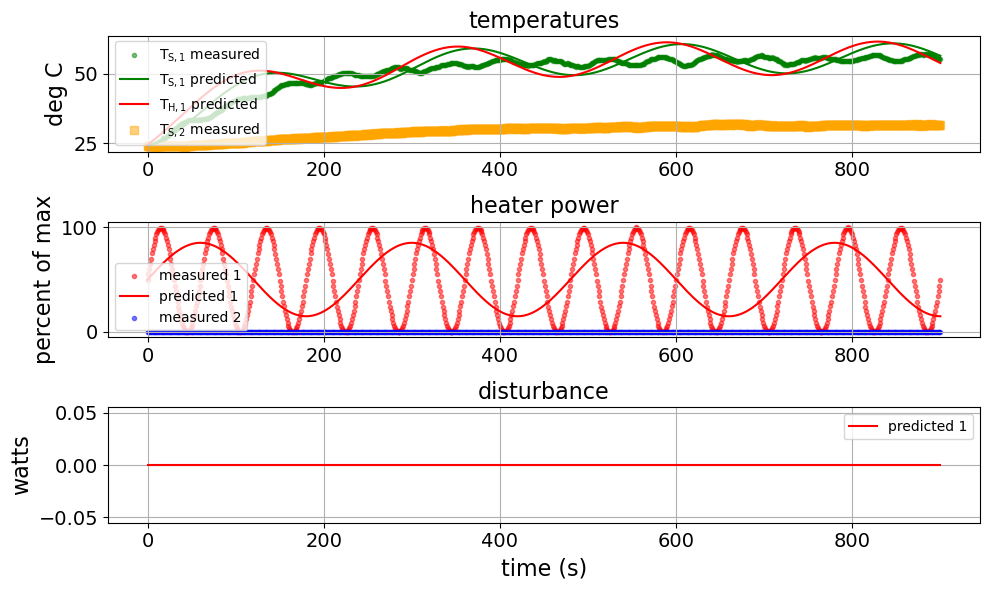 temperatures
deg C
50
25
T_S,1 measured
T_S,1 predicted
T_H,1 predicted
T_S,2 measured
0 200 400 600 800
heater power
percent of max
100
0
measured 1
predicted 1
measured 2
0 200 400 600 800
disturbance
watts
0.05
0.00
−0.05
predicted 1
0 200 400 600 800
time (s)